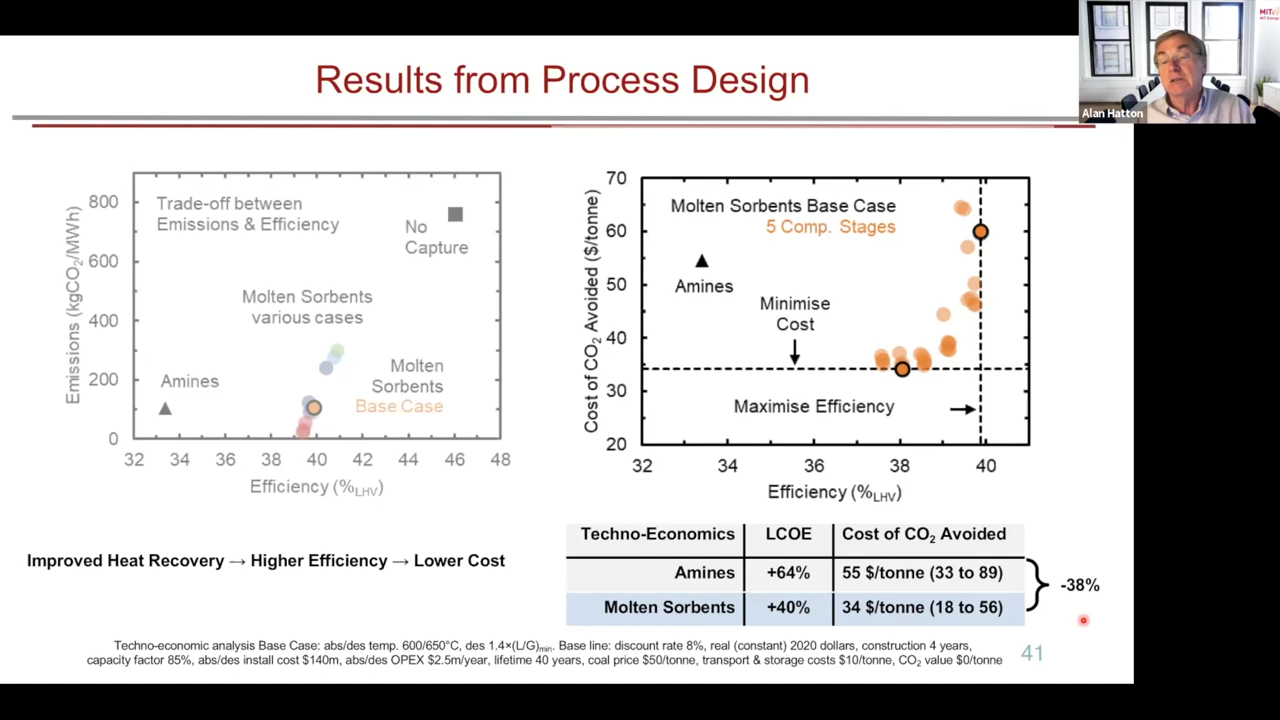 Results from Process Design
MIT
MIT Energy
Alan Hatton
Trade-off between
Emissions & Efficiency
No
Capture
Molten Sorbents
various cases
Molten
Sorbents
Base Case
Amines
Emissions (kgCO₂/MWh)
800
600
400
200
0
32 34 36 38 40 42 44 46 48
Efficiency (%LHV)
Molten Sorbents Base Case
5 Comp. Stages
Amines
Minimise
Cost
Maximise Efficiency
Cost of CO₂ Avoided ($/tonne)
70
60
50
40
30
20
32 34 36 38 40
Efficiency (%LHV)
Improved Heat Recovery → Higher Efficiency → Lower Cost
Techno-Economics LCOE Cost of CO₂ Avoided
Amines +64% 55 $/tonne (33 to 89)
Molten Sorbents +40% 34 $/tonne (18 to 56)
-38%
Techno-economic analysis Base Case: abs/des temp. 600/650°C, des 1.4×(L/G)min. Base line: discount rate 8%, real (constant) 2020 dollars, construction 4 years,
capacity factor 85%, abs/des install cost $140m, abs/des OPEX $2.5m/year, lifetime 40 years, coal price $50/tonne, transport & storage costs $10/tonne, CO₂ value $0/tonne
41